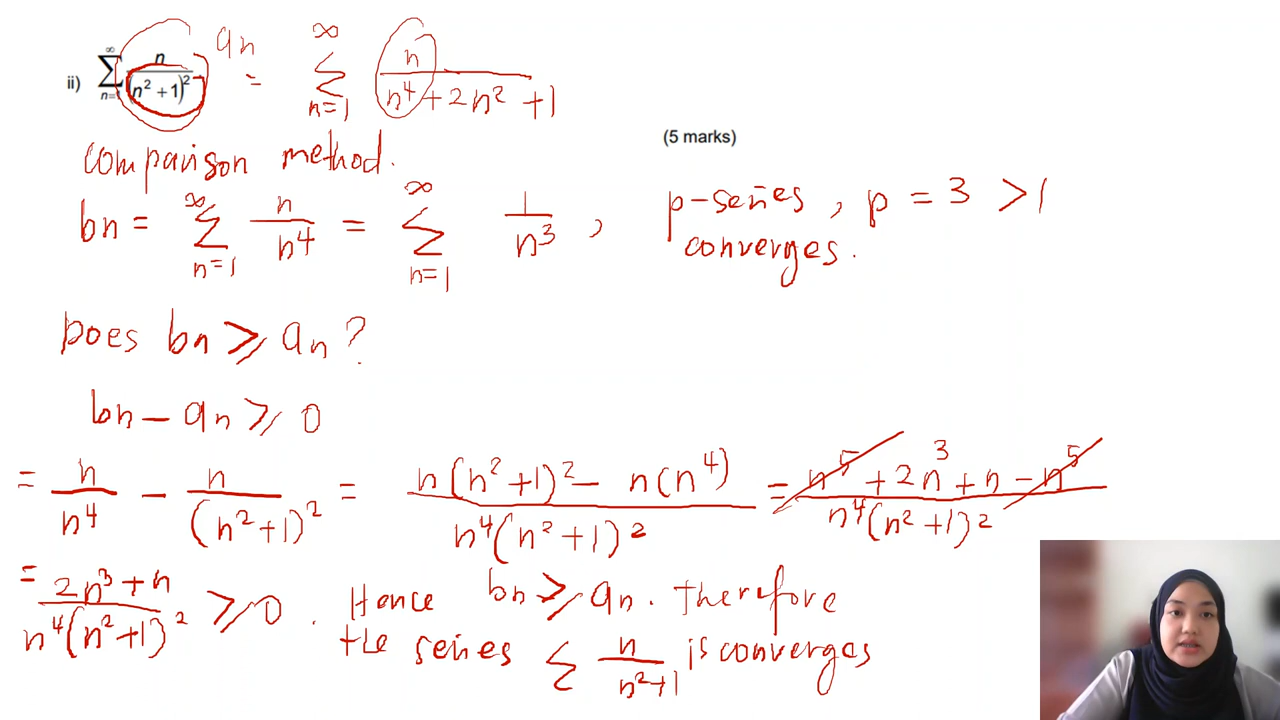 ii) ∑_{n=1}^{∞} n/(n² + 1)² an = ∑_{n=1}^{∞} n/(n⁴ + 2n² + 1)
(5 marks)
comparison method.
bn = ∑_{n=1}^{∞} n/n⁴ = ∑_{n=1}^{∞} 1/n³ , p-series , p = 3 > 1
converges.
Does bn ⩾ an ?
bn − an ⩾ 0
= n/n⁴ − n/(n²+1)² = (n(n²+1)² − n(n⁴))/(n⁴(n²+1)²) = (n⁵ + 2n³ + n − n⁵)/(n⁴(n²+1)²)
= (2n³ + n)/(n⁴(n²+1)²) ⩾ 0 . Hence bn ⩾ an . therefore
the series ∑ n/(n²+1) is converges